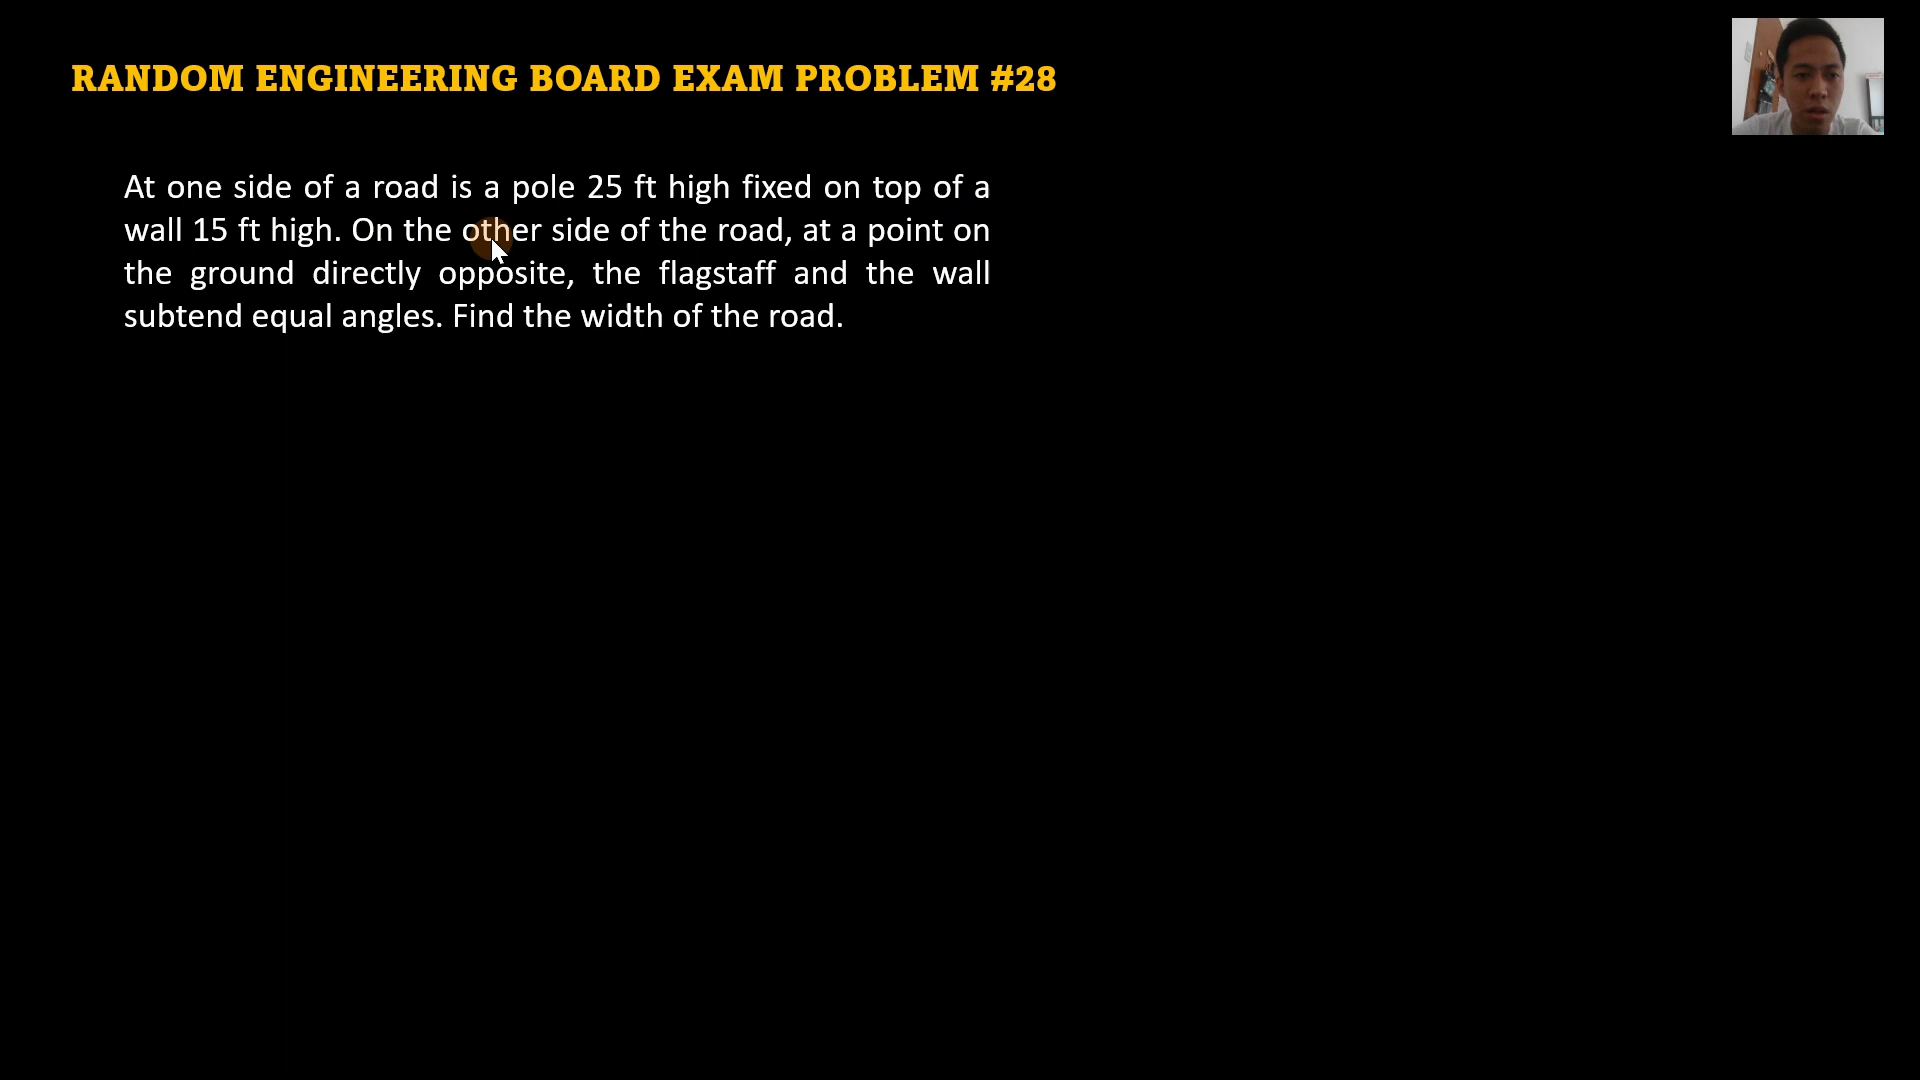 RANDOM ENGINEERING BOARD EXAM PROBLEM #28
At one side of a road is a pole 25 ft high fixed on top of a
wall 15 ft high. On the other side of the road, at a point on
the ground directly opposite, the flagstaff and the wall
subtend equal angles. Find the width of the road.